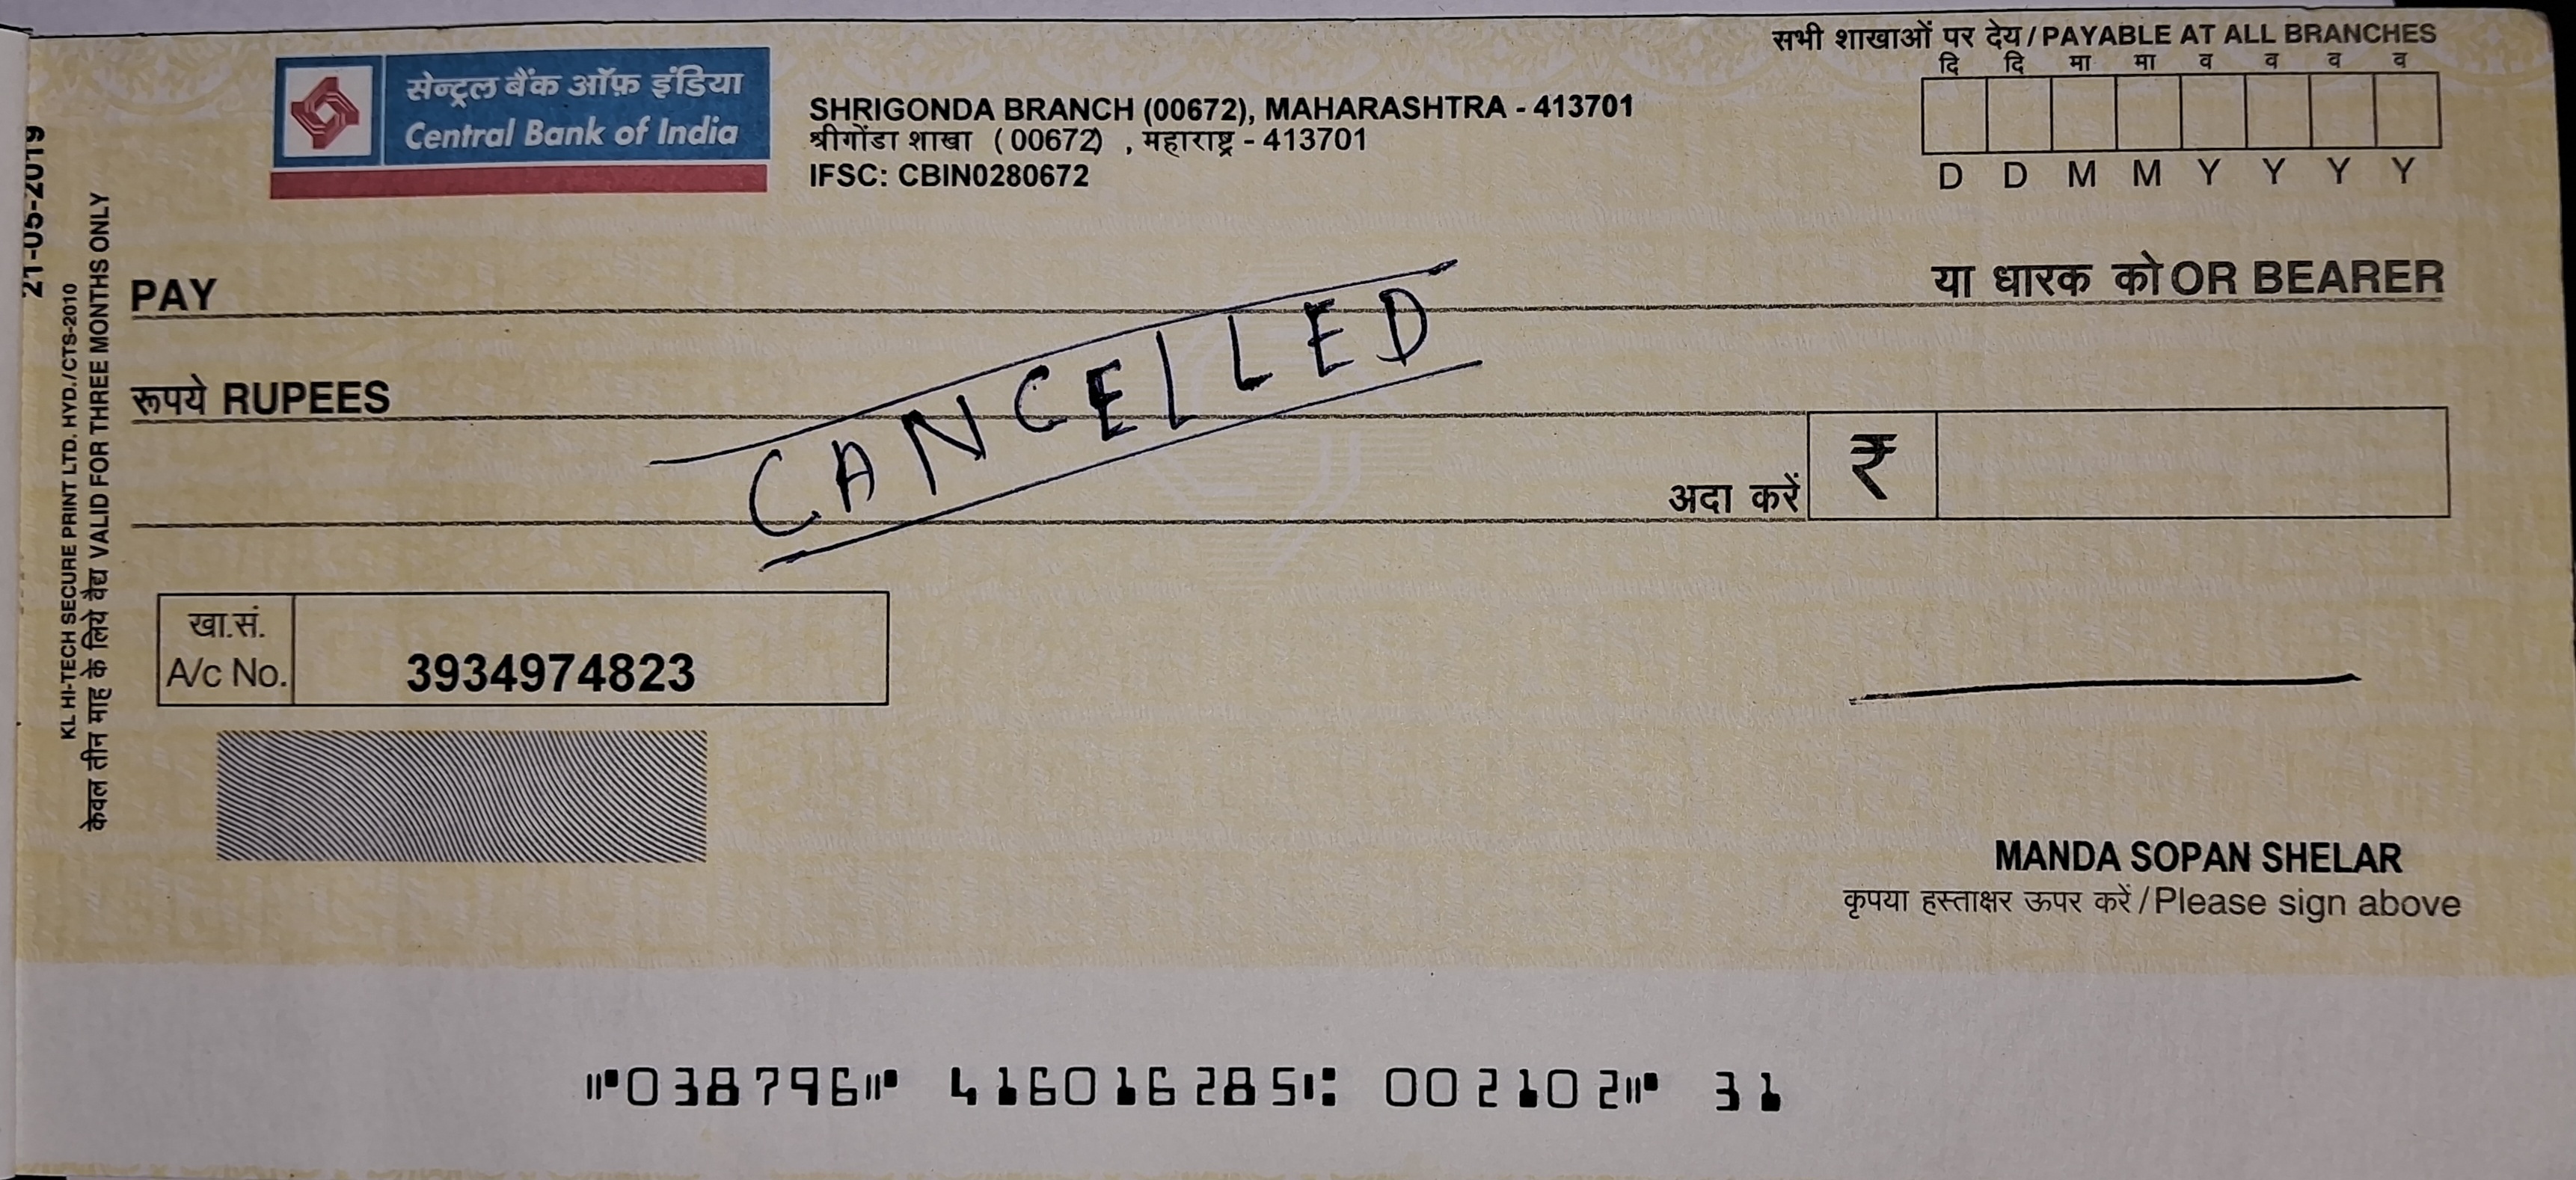 सभी शाखाओं पर देय / PAYABLE AT ALL BRANCHES
दि दि मा मा व व व व
D D M M Y Y Y Y
सेन्ट्रल बैंक ऑफ़ इंडिया
Central Bank of India
SHRIGONDA BRANCH (00672), MAHARASHTRA - 413701
श्रीगोंडा शाखा (00672) , महाराष्ट्र - 413701
IFSC: CBIN0280672
21-05-2019
KL HI-TECH SECURE PRINT LTD. HYD./CTS-2010
केवल तीन माह के लिये वैद्य VALID FOR THREE MONTHS ONLY
PAY
या धारक को OR BEARER
रूपये RUPEES
CANCELLED
अदा करें ₹
खा.सं.
A/c No. 3934974823
MANDA SOPAN SHELAR
कृपया हस्ताक्षर ऊपर करें / Please sign above
⑈038796⑈ 416016285⑆ 002102⑈ 31